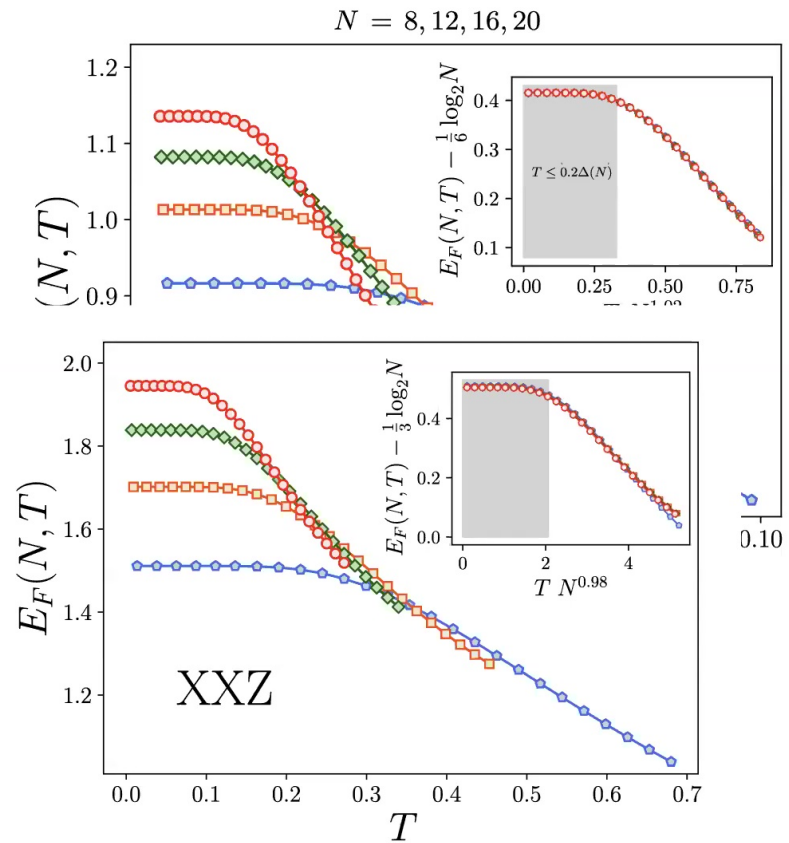 N = 8, 12, 16, 20
1.2
1.1
1.0
0.9
(N, T)
E_F(N, T) − 1/6 log₂N
0.4
0.3
0.2
0.1
T ≤ 0.2Δ(N)
0.00 0.25 0.50 0.75
0.10
2.0
1.8
1.6
1.4
1.2
E_F(N, T)
E_F(N, T) − 1/3 log₂N
0.4
0.2
0.0
0 2 4
T N^0.98
XXZ
0.0 0.1 0.2 0.3 0.4 0.5 0.6 0.7
T